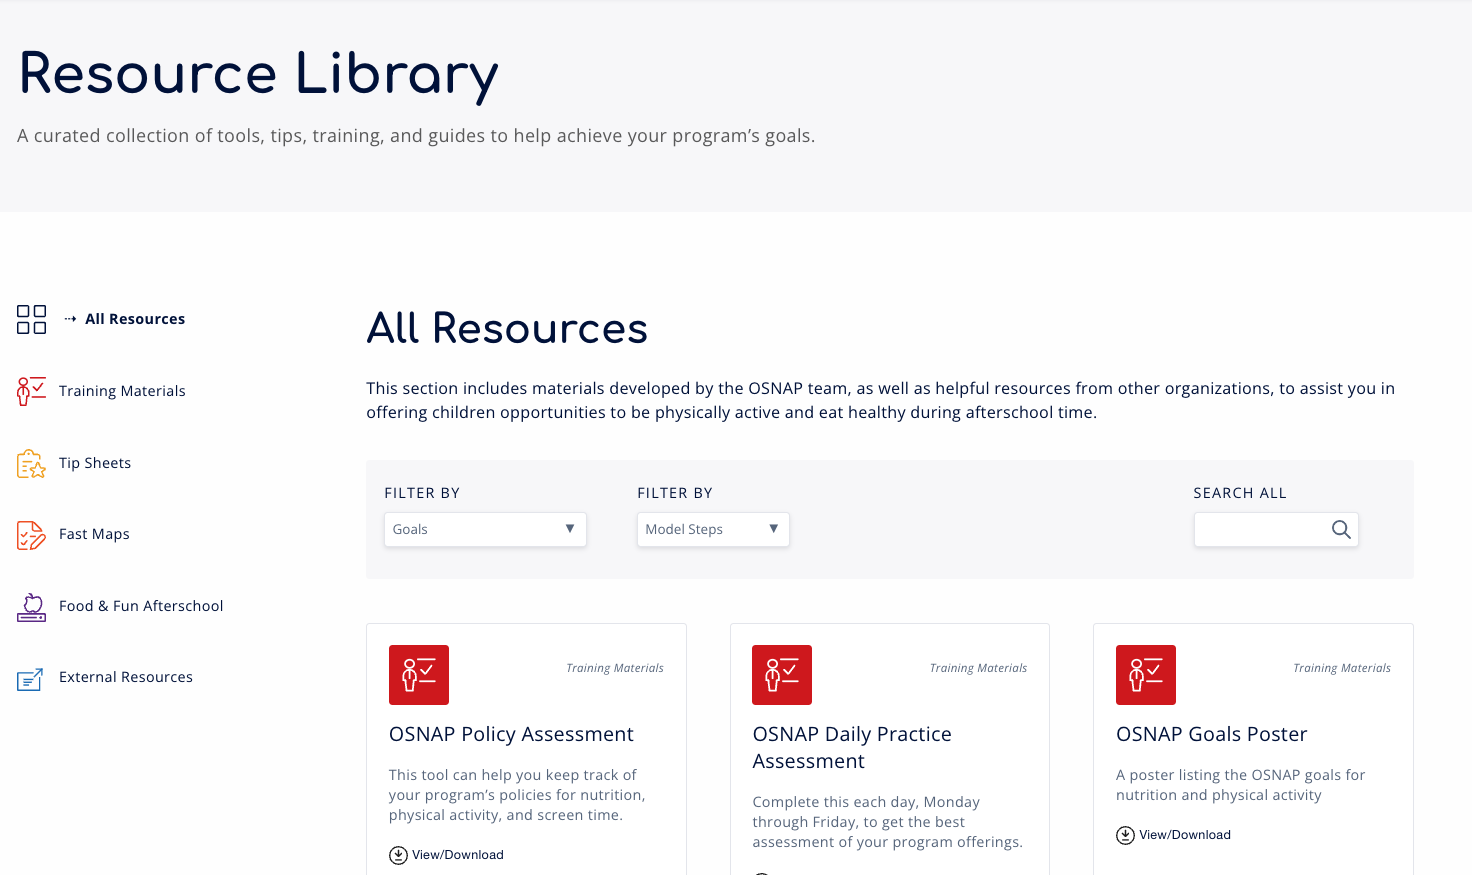 Resource Library
A curated collection of tools, tips, training, and guides to help achieve your program’s goals.
All Resources
Training Materials
Tip Sheets
Fast Maps
Food & Fun Afterschool
External Resources
All Resources
This section includes materials developed by the OSNAP team, as well as helpful resources from other organizations, to assist you in
offering children opportunities to be physically active and eat healthy during afterschool time.
FILTER BY
Goals
FILTER BY
Model Steps
SEARCH ALL
Training Materials
OSNAP Policy Assessment
This tool can help you keep track of
your program’s policies for nutrition,
physical activity, and screen time.
View/Download
Training Materials
OSNAP Daily Practice
Assessment
Complete this each day, Monday
through Friday, to get the best
assessment of your program offerings.
Training Materials
OSNAP Goals Poster
A poster listing the OSNAP goals for
nutrition and physical activity
View/Download